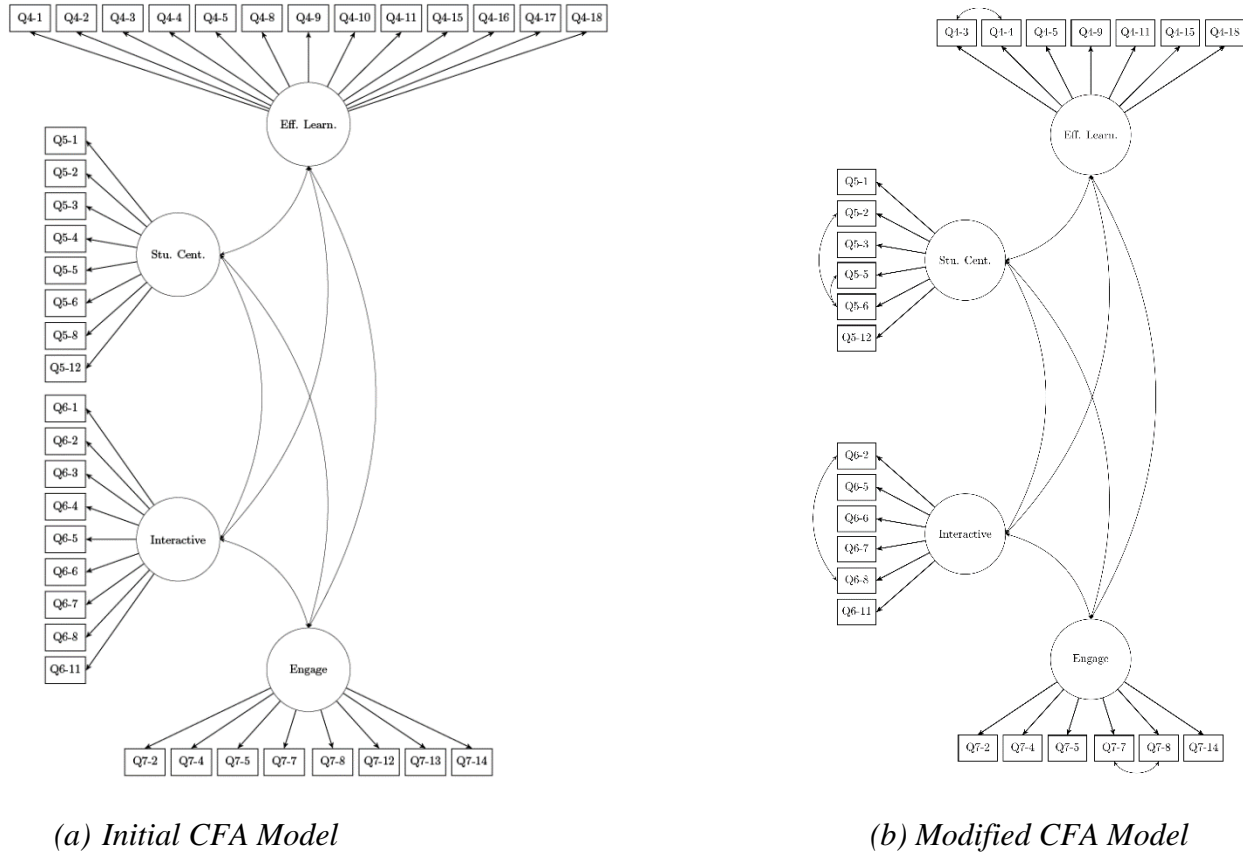 Q4-1 Q4-2 Q4-3 Q4-4 Q4-5 Q4-8 Q4-9 Q4-10 Q4-11 Q4-15 Q4-16 Q4-17 Q4-18
Eff. Learn.
Q5-1
Q5-2
Q5-3
Q5-4
Q5-5
Q5-6
Q5-8
Q5-12
Stu. Cent.
Q6-1
Q6-2
Q6-3
Q6-4
Q6-5
Q6-6
Q6-7
Q6-8
Q6-11
Interactive
Engage
Q7-2 Q7-4 Q7-5 Q7-7 Q7-8 Q7-12 Q7-13 Q7-14
(a) Initial CFA Model
Q4-3 Q4-4 Q4-5 Q4-9 Q4-11 Q4-15 Q4-18
Eff. Learn.
Q5-1
Q5-2
Q5-3
Q5-5
Q5-6
Q5-12
Stu. Cent.
Q6-2
Q6-5
Q6-6
Q6-7
Q6-8
Q6-11
Interactive
Engage
Q7-2 Q7-4 Q7-5 Q7-7 Q7-8 Q7-14
(b) Modified CFA Model